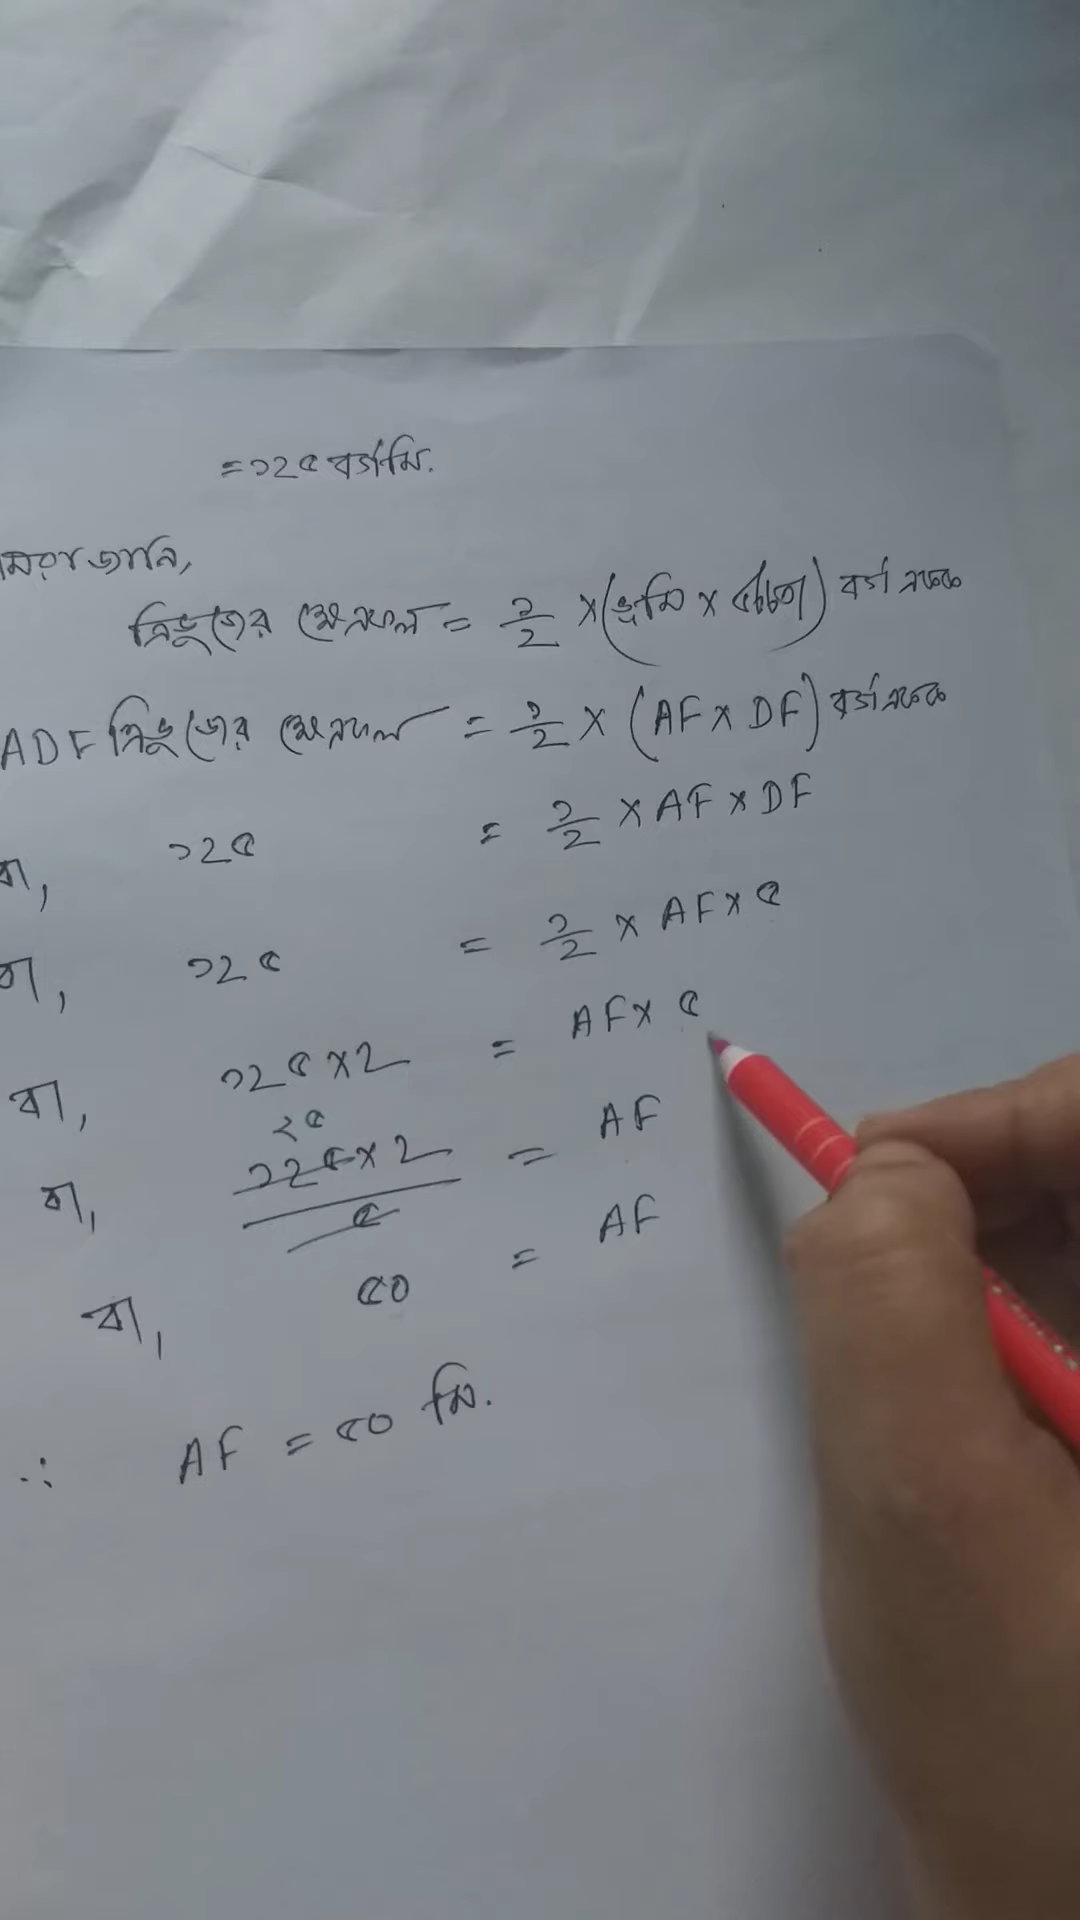 = ১২৫ বর্গমি.
মরা জানি,
ত্রিভুজের ক্ষেত্রফল = ১/২ × (ভূমি × উচ্চতা) বর্গ একক
ADF ত্রিভুজের ক্ষেত্রফল = ১/২ × (AF × DF) বর্গ একক
বা, ১২৫ = ১/২ × AF × DF
বা, ১২৫ = ১/২ × AF × ৫
বা, ১২৫ × ২ = AF × ৫
২৫
বা, ১২৫ × ২ / ৫ = AF
বা, ৫০ = AF
∴ AF = ৫০ মি.